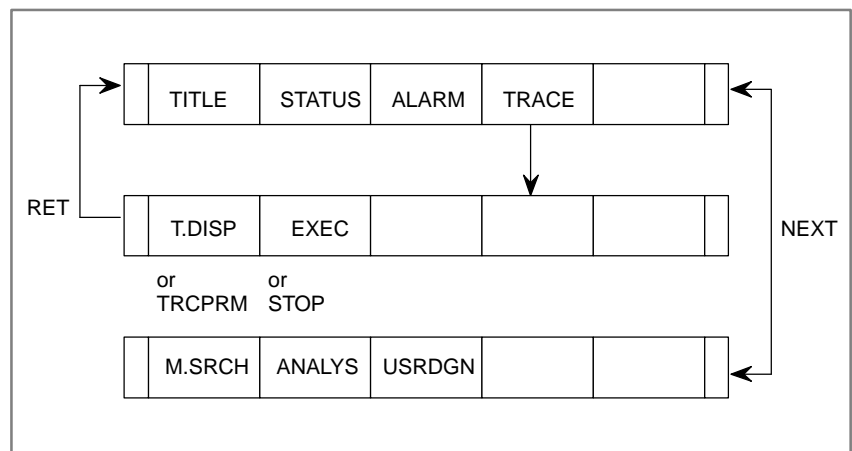 TITLE STATUS ALARM TRACE
RET T.DISP EXEC NEXT
or or
TRCPRM STOP
M.SRCH ANALYS USRDGN